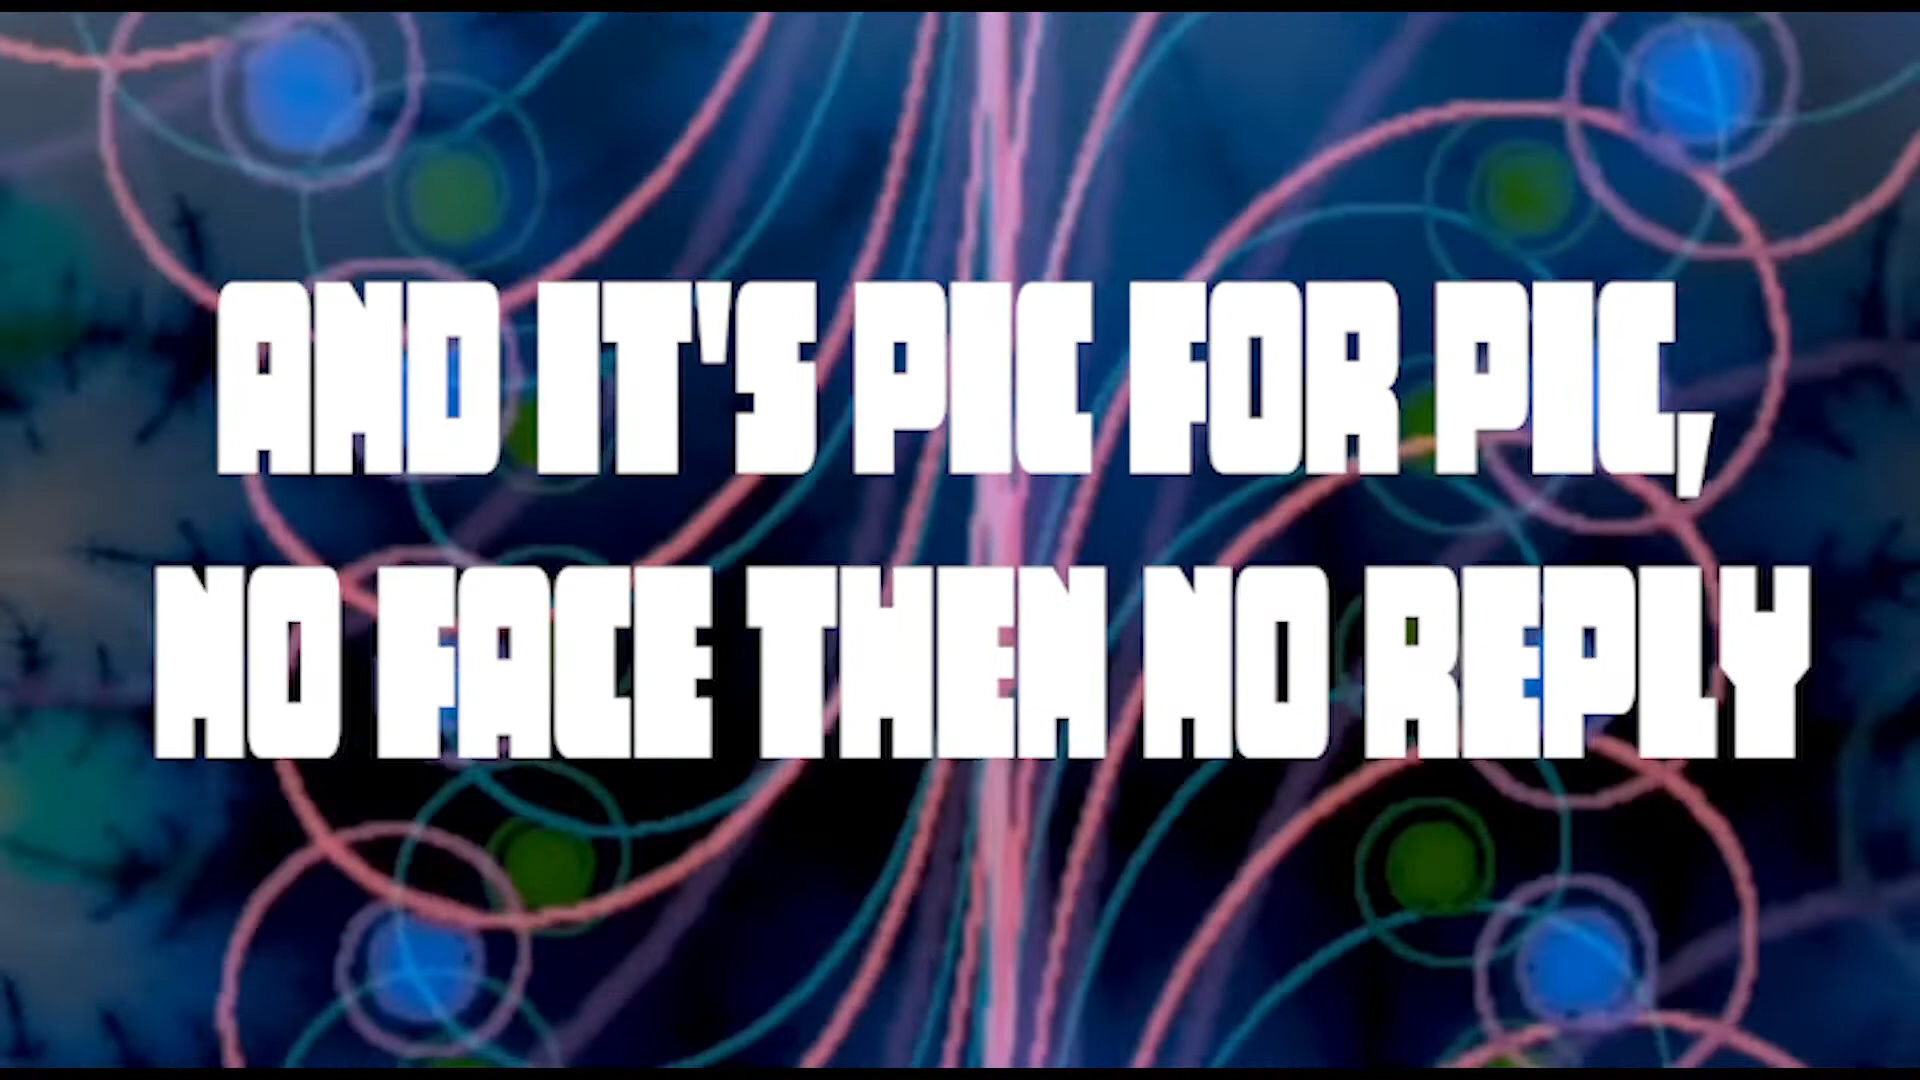 AND IT'S PIC FOR PIC,
NO FACE THEN NO REPLY